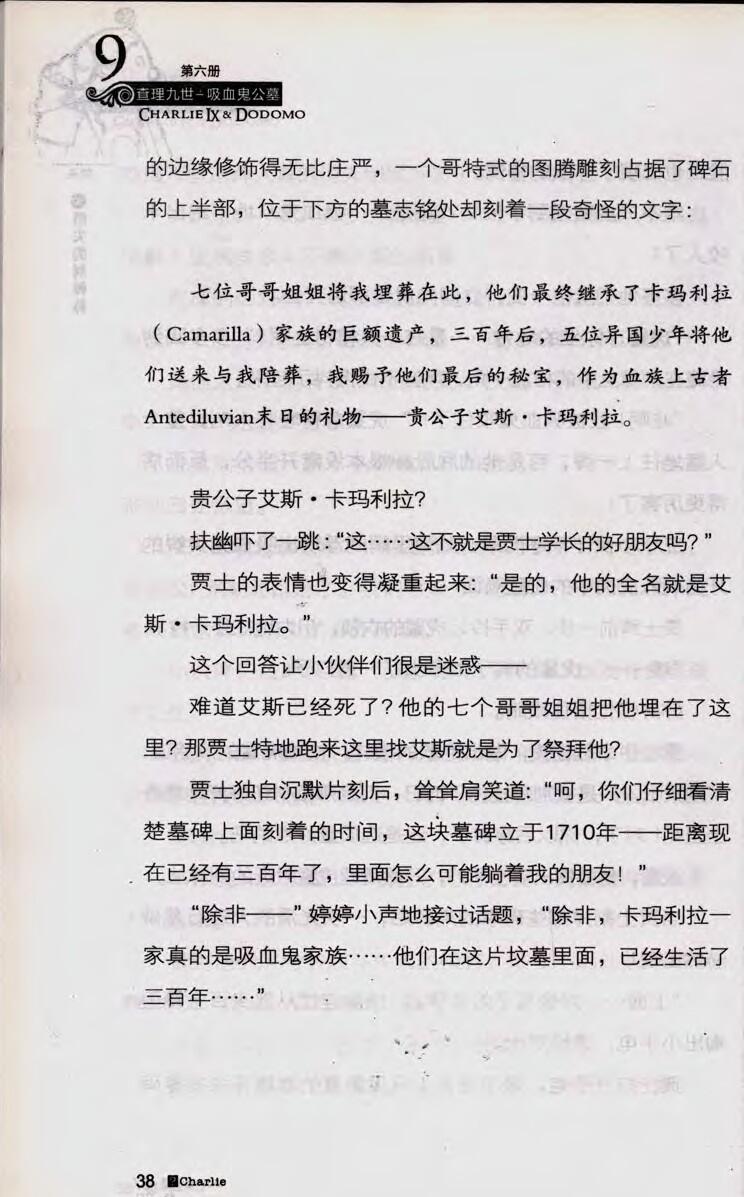 9
第六册
查理九世-吸血鬼公墓
CHARLIE IX & DODOMO
的边缘修饰得无比庄严，一个哥特式的图腾雕刻占据了碑石
的上半部，位于下方的墓志铭处却刻着一段奇怪的文字：
七位哥哥姐姐将我埋葬在此，他们最终继承了卡玛利拉
（Camarilla）家族的巨额遗产，三百年后，五位异国少年将他
们送来与我陪葬，我赐予他们最后的秘宝，作为血族上古者
Antediluvian末日的礼物——贵公子艾斯·卡玛利拉。
贵公子艾斯·卡玛利拉？
扶幽吓了一跳：“这……这不就是贾士学长的好朋友吗？”
贾士的表情也变得凝重起来：“是的，他的全名就是艾
斯·卡玛利拉。”
这个回答让小伙伴们很是迷惑——
难道艾斯已经死了？他的七个哥哥姐姐把他埋在了这
里？那贾士特地跑来这里找艾斯就是为了祭拜他？
贾士独自沉默片刻后，耸耸肩笑道：“呵，你们仔细看清
楚墓碑上面刻着的时间，这块墓碑立于1710年——距离现
在已经有三百年了，里面怎么可能躺着我的朋友！”
“除非——”婷婷小声地接过话题，“除非，卡玛利拉一
家真的是吸血鬼家族……他们在这片坟墓里面，已经生活了
三百年……”
38 Charlie